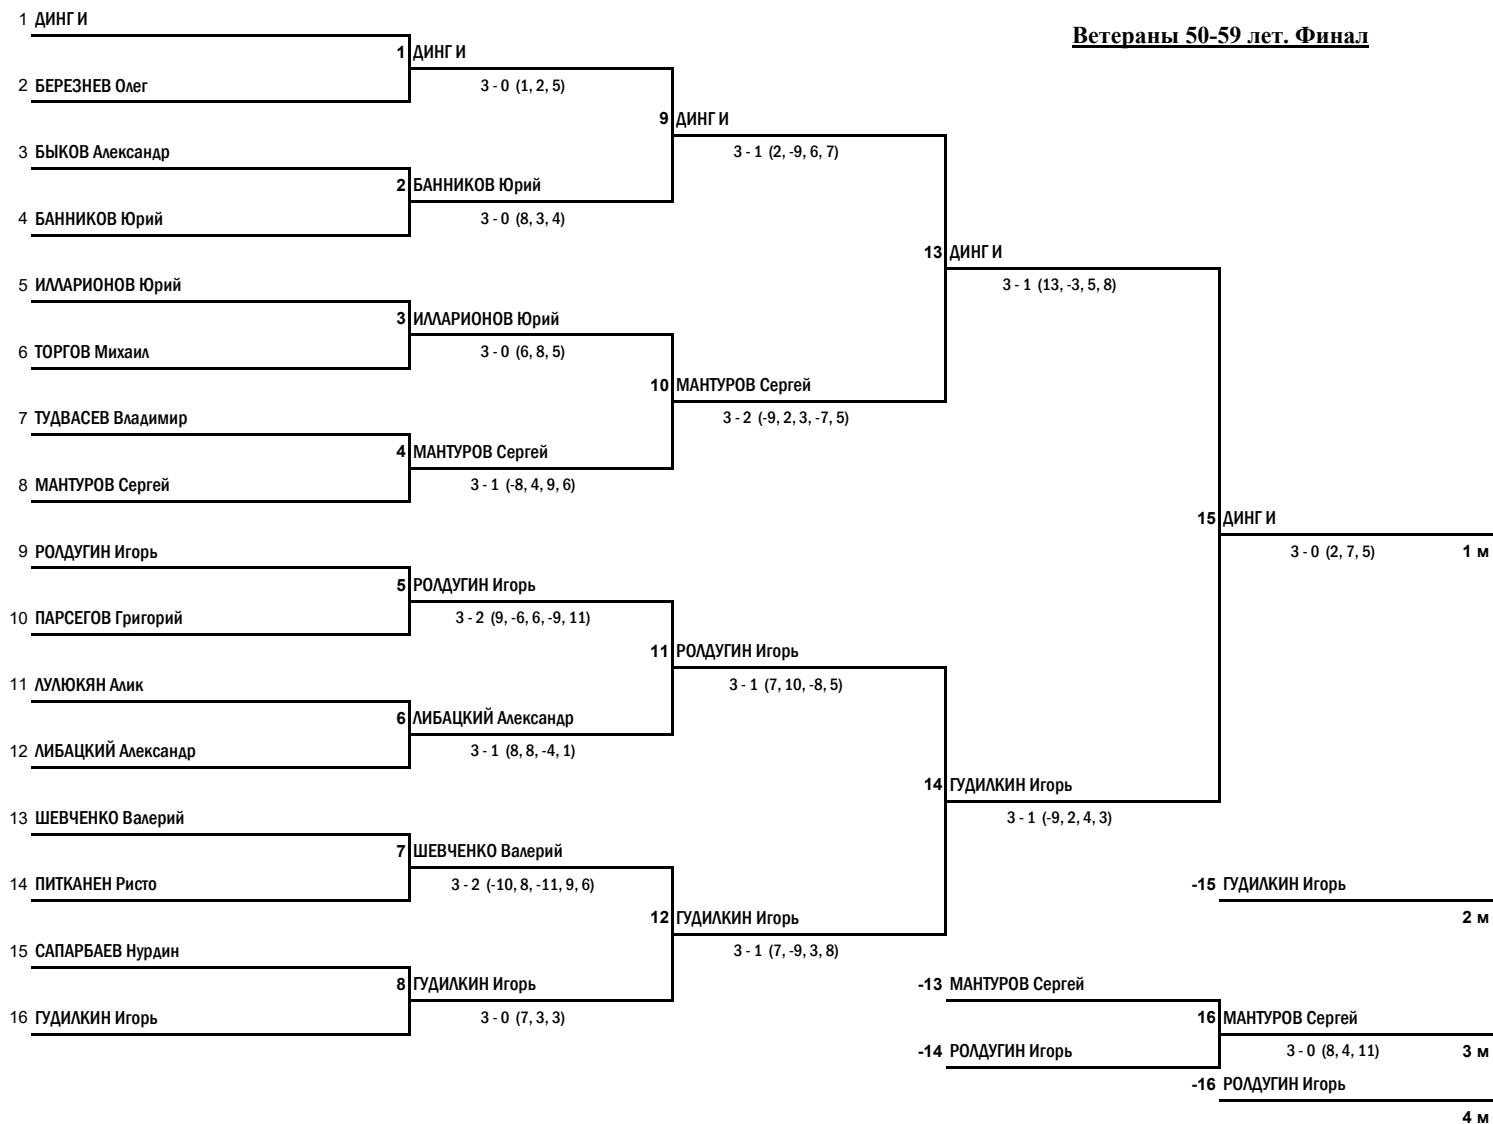 1 ДИНГ И
Ветераны 50-59 лет. Финал
1 ДИНГ И
2 БЕРЕЗНЕВ Олег
3 - 0 (1, 2, 5)
9 ДИНГ И
3 БЫКОВ Александр
3 - 1 (2, -9, 6, 7)
2 БАННИКОВ Юрий
4 БАННИКОВ Юрий
3 - 0 (8, 3, 4)
13 ДИНГ И
5 ИЛЛАРИОНОВ Юрий
3 - 1 (13, -3, 5, 8)
3 ИЛЛАРИОНОВ Юрий
6 ТОРГОВ Михаил
3 - 0 (6, 8, 5)
10 МАНТУРОВ Сергей
7 ТУДВАСЕВ Владимир
3 - 2 (-9, 2, 3, -7, 5)
4 МАНТУРОВ Сергей
8 МАНТУРОВ Сергей
3 - 1 (-8, 4, 9, 6)
15 ДИНГ И
9 РОЛДУГИН Игорь
3 - 0 (2, 7, 5) 1 м
5 РОЛДУГИН Игорь
10 ПАРСЕГОВ Григорий
3 - 2 (9, -6, 6, -9, 11)
11 РОЛДУГИН Игорь
11 ЛУЛЮКЯН Алик
3 - 1 (7, 10, -8, 5)
6 ЛИБАЦКИЙ Александр
12 ЛИБАЦКИЙ Александр
3 - 1 (8, 8, -4, 1)
14 ГУДИЛКИН Игорь
13 ШЕВЧЕНКО Валерий
3 - 1 (-9, 2, 4, 3)
7 ШЕВЧЕНКО Валерий
14 ПИТКАНЕН Ристо
3 - 2 (-10, 8, -11, 9, 6)
-15 ГУДИЛКИН Игорь
12 ГУДИЛКИН Игорь
2 м
15 САПАРБАЕВ Нурдин
3 - 1 (7, -9, 3, 8)
8 ГУДИЛКИН Игорь
-13 МАНТУРОВ Сергей
16 ГУДИЛКИН Игорь
3 - 0 (7, 3, 3)
16 МАНТУРОВ Сергей
-14 РОЛДУГИН Игорь
3 - 0 (8, 4, 11) 3 м
-16 РОЛДУГИН Игорь
4 м